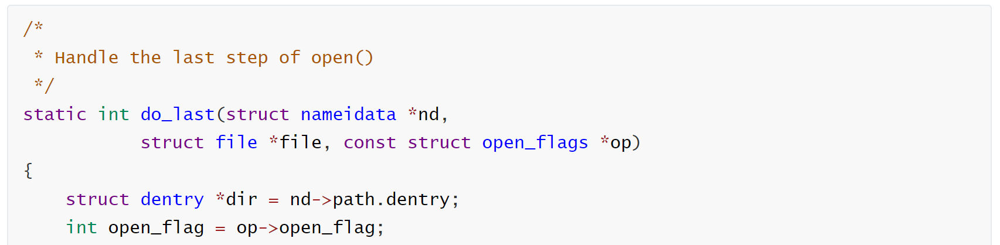 /*
 * Handle the last step of open()
 */
static int do_last(struct nameidata *nd,
           struct file *file, const struct open_flags *op)
{
    struct dentry *dir = nd->path.dentry;
    int open_flag = op->open_flag;